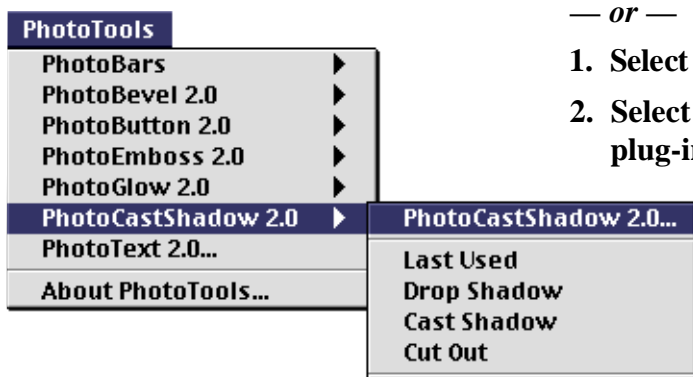 PhotoTools
PhotoBars
PhotoBevel 2.0
PhotoButton 2.0
PhotoEmboss 2.0
PhotoGlow 2.0
PhotoCastShadow 2.0
PhotoText 2.0...
About PhotoTools...
PhotoCastShadow 2.0...
Last Used
Drop Shadow
Cast Shadow
Cut Out
— or —
1. Select
2. Select